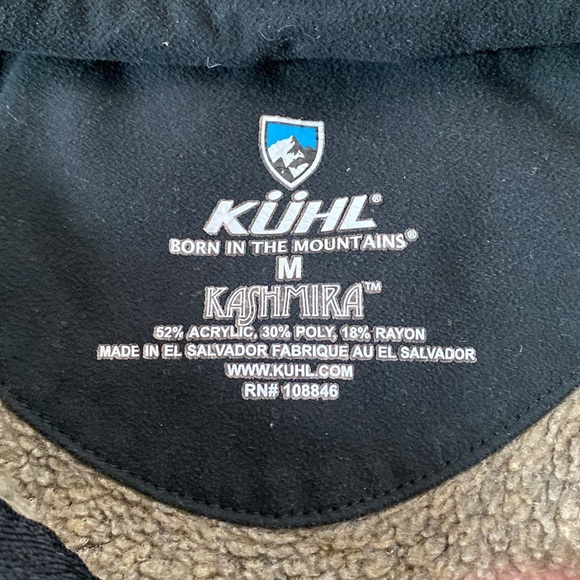 KÜHL®
BORN IN THE MOUNTAINS®
M
KASHMIRA™
52% ACRYLIC, 30% POLY, 18% RAYON
MADE IN EL SALVADOR FABRIQUE AU EL SALVADOR
WWW.KUHL.COM
RN# 108846